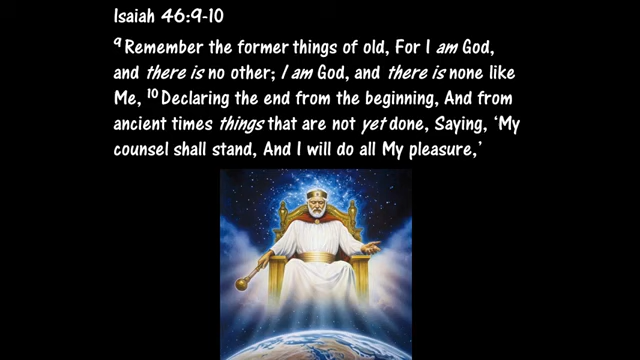 Isaiah 46:9-10
9 Remember the former things of old, For I am God,
and there is no other; I am God, and there is none like
Me, 10 Declaring the end from the beginning, And from
ancient times things that are not yet done, Saying, ‘My
counsel shall stand, And I will do all My pleasure,’